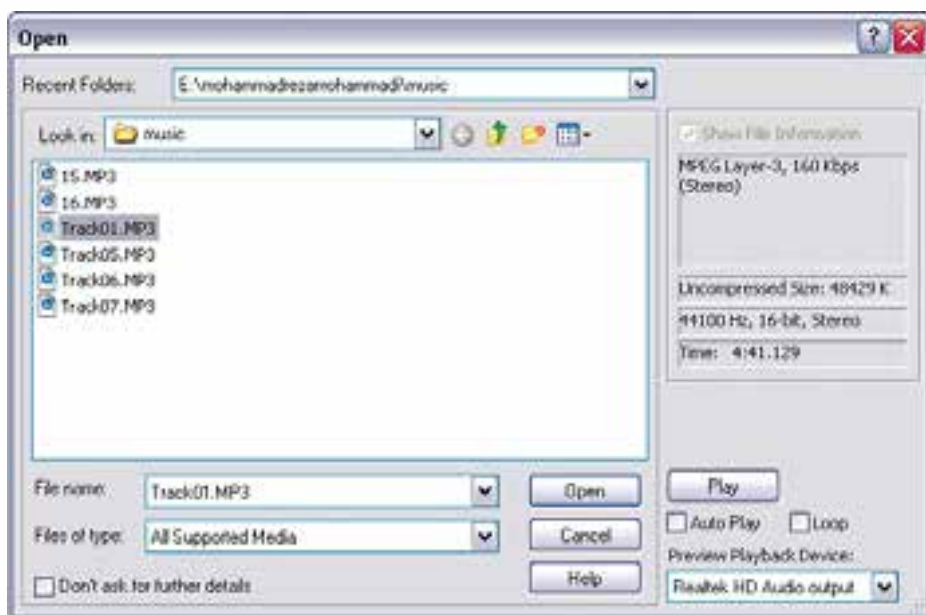 Open
Recent Folders: E:\mohammadrezamohammadi\music
Look in: music
Show File Information
15.MP3
16.MP3
Track01.MP3
Track05.MP3
Track06.MP3
Track07.MP3
MPEG Layer-3, 160 Kbps
(Stereo)
Uncompressed Size: 48429 K
44100 Hz, 16-bit, Stereo
Time: 4:41.129
File name: Track01.MP3
Open
Play
Files of type: All Supported Media
Cancel
Auto Play Loop
Preview Playback Device:
Don't ask for further details
Help
Realtek HD Audio output